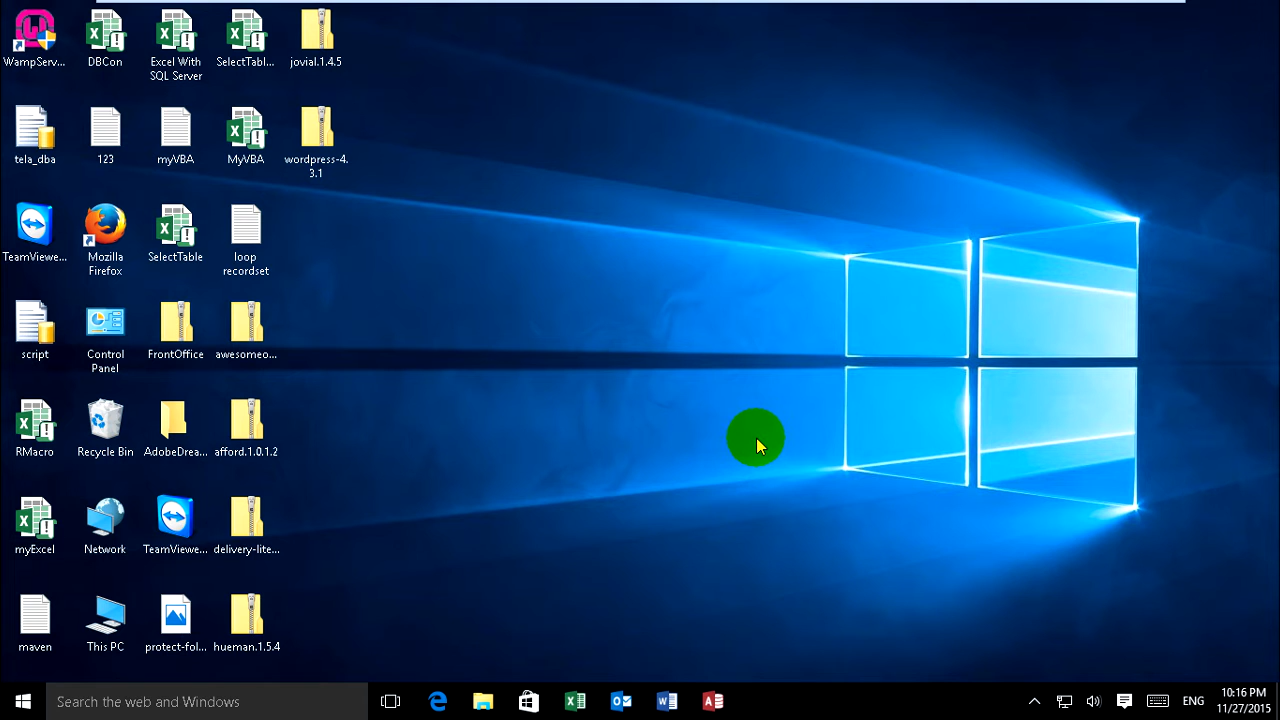 WampServ...
DBCon
Excel With
SQL Server
SelectTabl...
jovial.1.4.5
tela_dba
123
myVBA
MyVBA
wordpress-4.
3.1
TeamViewe...
Mozilla
Firefox
SelectTable
loop
recordset
script
Control
Panel
FrontOffice
awesomeo...
RMacro
Recycle Bin
AdobeDrea...
afford.1.0.1.2
myExcel
Network
TeamViewe...
delivery-lite...
maven
This PC
protect-fol...
hueman.1.5.4
Search the web and Windows
ENG
10:16 PM
11/27/2015